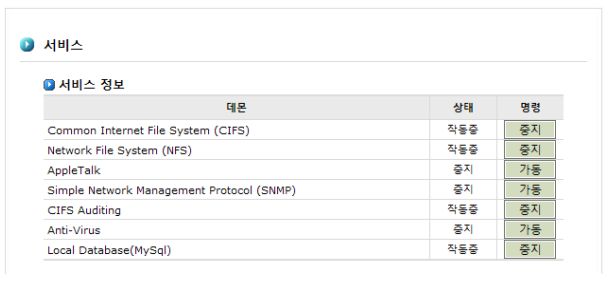 서비스
서비스 정보
데몬 상태 명령
Common Internet File System (CIFS) 작동중 중지
Network File System (NFS) 작동중 중지
AppleTalk 중지 가동
Simple Network Management Protocol (SNMP) 중지 가동
CIFS Auditing 작동중 중지
Anti-Virus 중지 가동
Local Database(MySql) 작동중 중지